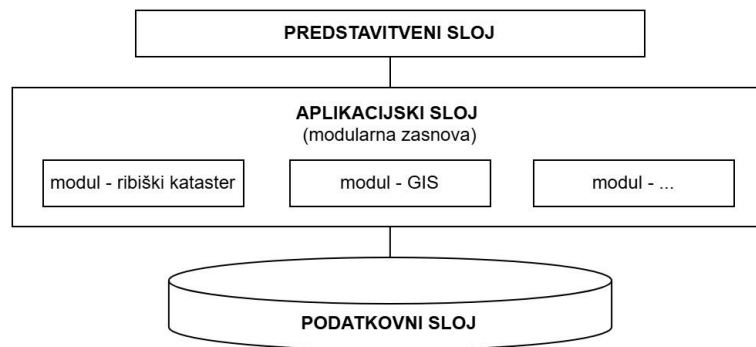 PREDSTAVITVENI SLOJ
APLIKACIJSKI SLOJ
(modularna zasnova)
modul - ribiški kataster
modul - GIS
modul - ...
PODATKOVNI SLOJ